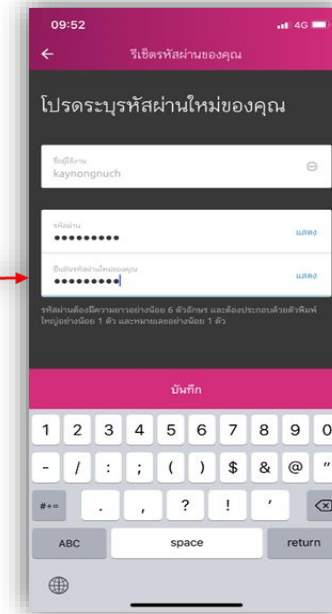 09:52
4G
รีเซ็ตรหัสผ่านของคุณ
โปรดระบุรหัสผ่านใหม่ของคุณ
ชื่อผู้ใช้งาน
kaynongnuch
รหัสผ่าน
●●●●●●●●● แสดง
ยืนยันรหัสผ่านใหม่ของคุณ
●●●●●●●●● แสดง
รหัสผ่านต้องมีความยาวอย่างน้อย 6 ตัวอักษร และต้องประกอบด้วยตัวพิมพ์
ใหญ่อย่างน้อย 1 ตัว และหมายเลขอย่างน้อย 1 ตัว
บันทึก
1 2 3 4 5 6 7 8 9 0
- / : ; ( ) $ & @ "
#+= . , ? ! '
ABC space return